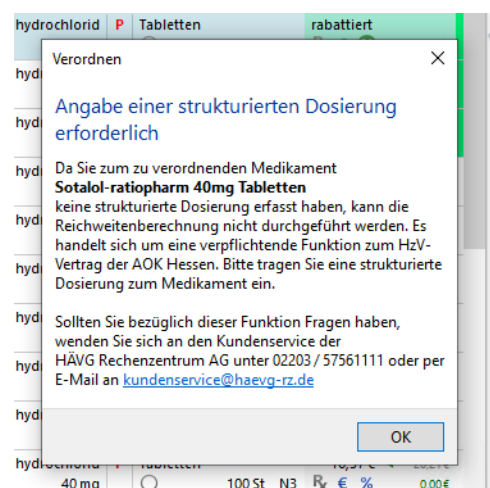 hydrochlorid P Tabletten rabattiert
Verordnen
Angabe einer strukturierten Dosierung
erforderlich
Da Sie zum zu verordnenden Medikament
Sotalol-ratiopharm 40mg Tabletten
keine strukturierte Dosierung erfasst haben, kann die
Reichweitenberechnung nicht durchgeführt werden. Es
handelt sich um eine verpflichtende Funktion zum HzV-
Vertrag der AOK Hessen. Bitte tragen Sie eine strukturierte
Dosierung zum Medikament ein.
Sollten Sie bezüglich dieser Funktion Fragen haben,
wenden Sie sich an den Kundenservice der
HÄVG Rechenzentrum AG unter 02203 / 57561111 oder per
E-Mail an kundenservice@haevg-rz.de
OK
40 mg 100 St N3 € % 0,00 €